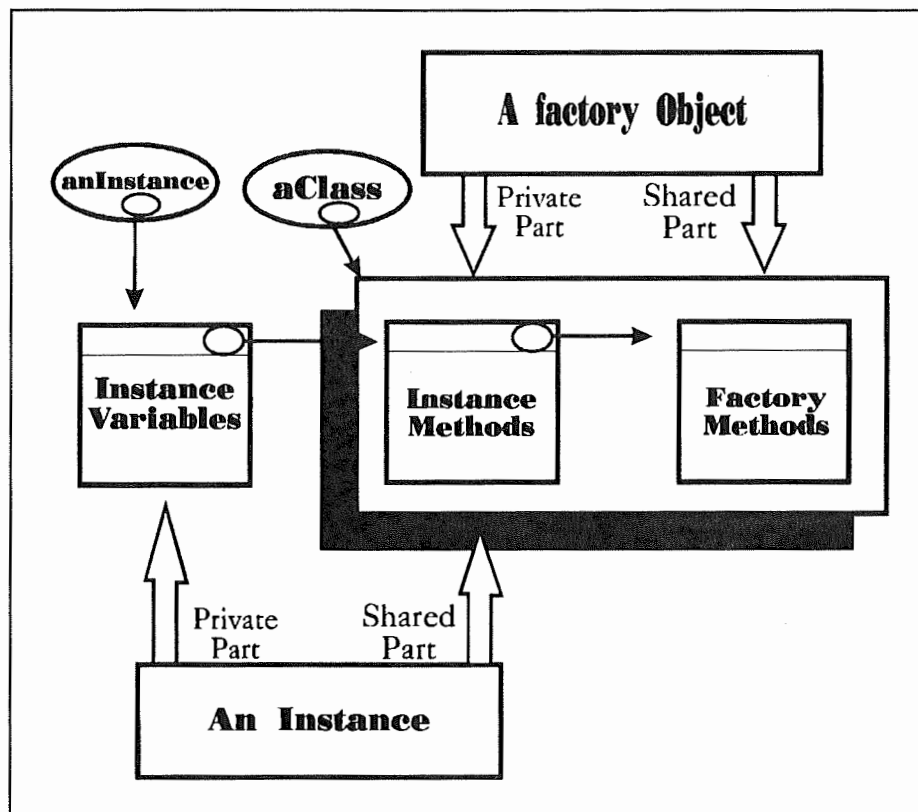 A factory Object
anInstance
aClass
Private
Part
Shared
Part
Instance
Variables
Instance
Methods
Factory
Methods
Private
Part
Shared
Part
An Instance